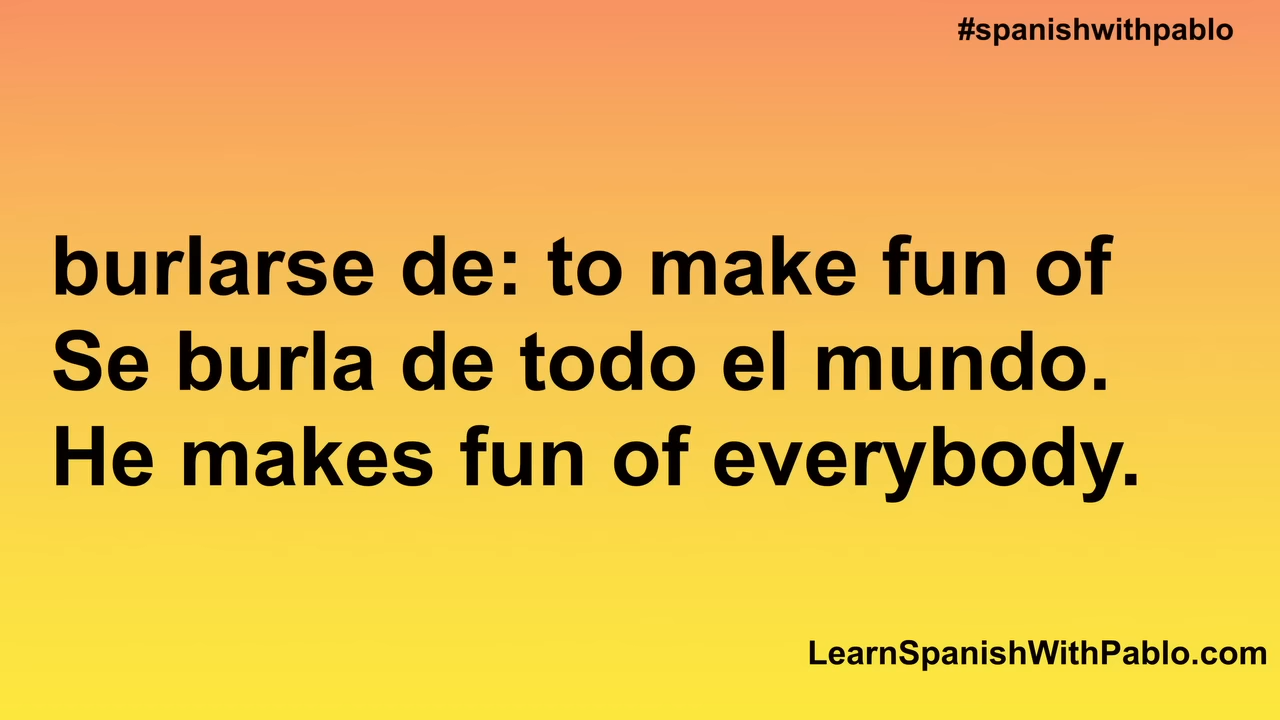 #spanishwithpablo
burlarse de: to make fun of
Se burla de todo el mundo.
He makes fun of everybody.
LearnSpanishWithPablo.com